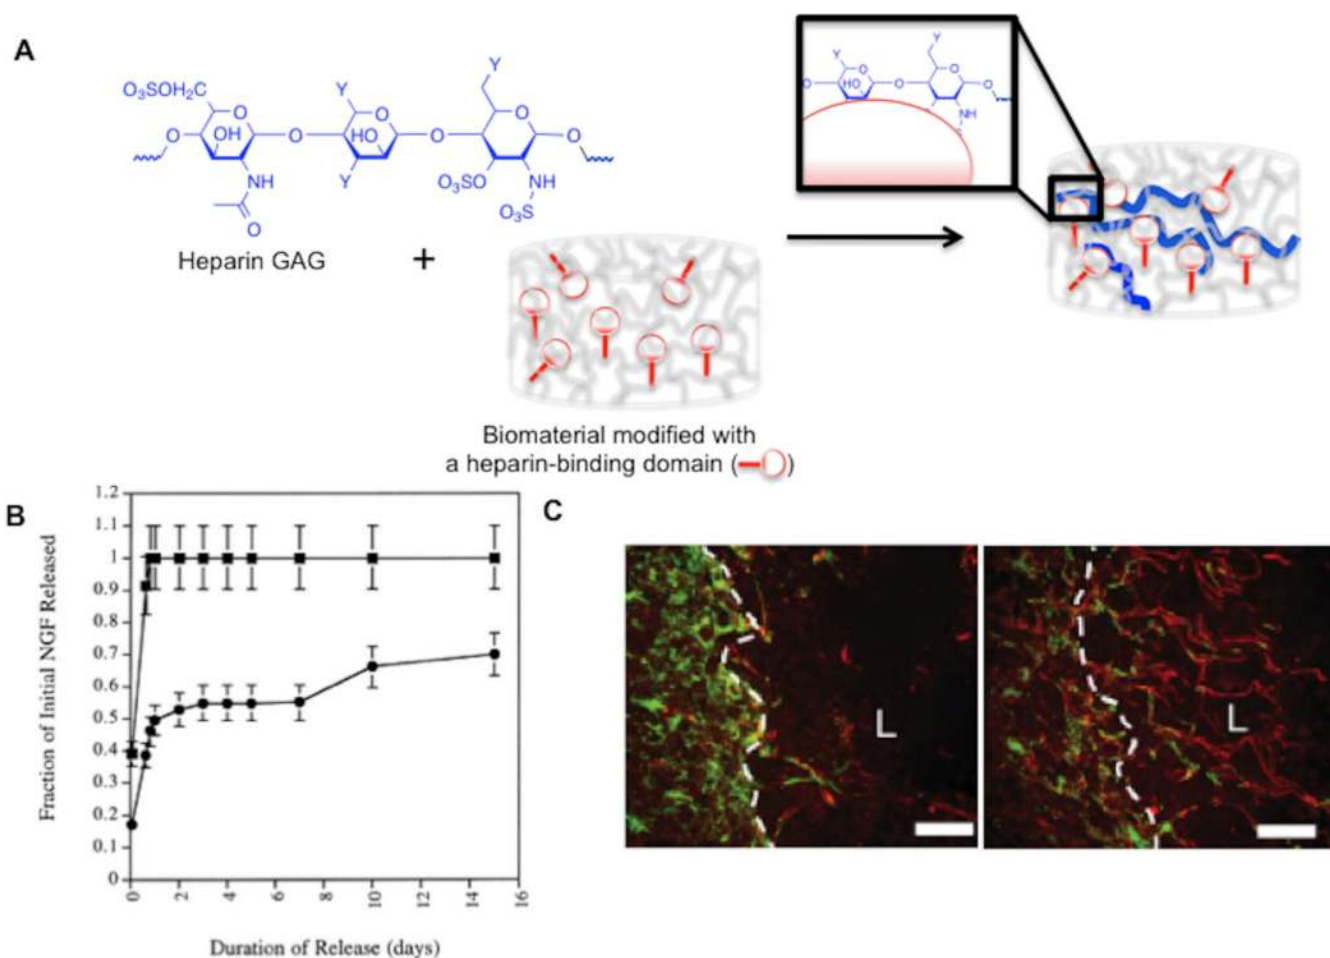 A
O₃SOH₂C
O
OH
O
NH
O
O
Y
O
HO
Y
O
Y
O
O
O₃SO
NH
O₃S
Heparin GAG
+
Y
O
HO
O
O
Y
O
O
N
Biomaterial modified with
a heparin-binding domain ( )
B
Fraction of Initial NGF Released
1.2
1.1
1
0.9
0.8
0.7
0.6
0.5
0.4
0.3
0.2
0.1
0
0
2
4
6
8
10
12
14
16
Duration of Release (days)
C
L
L